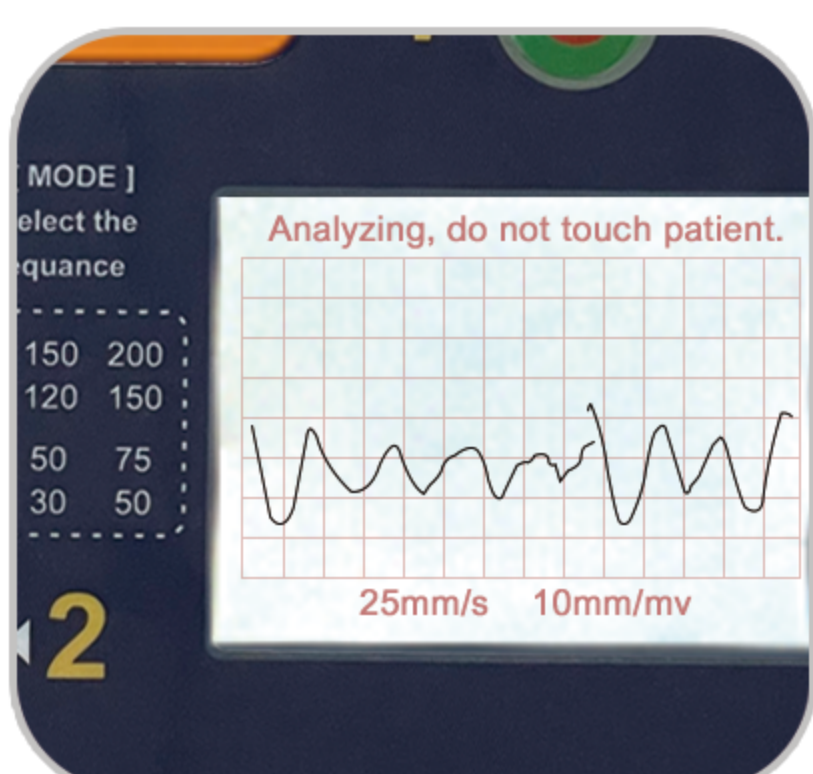 [ MODE ]
elect the
equance
150 200
120 150
50 75
30 50
2
Analyzing, do not touch patient.
25mm/s 10mm/mv